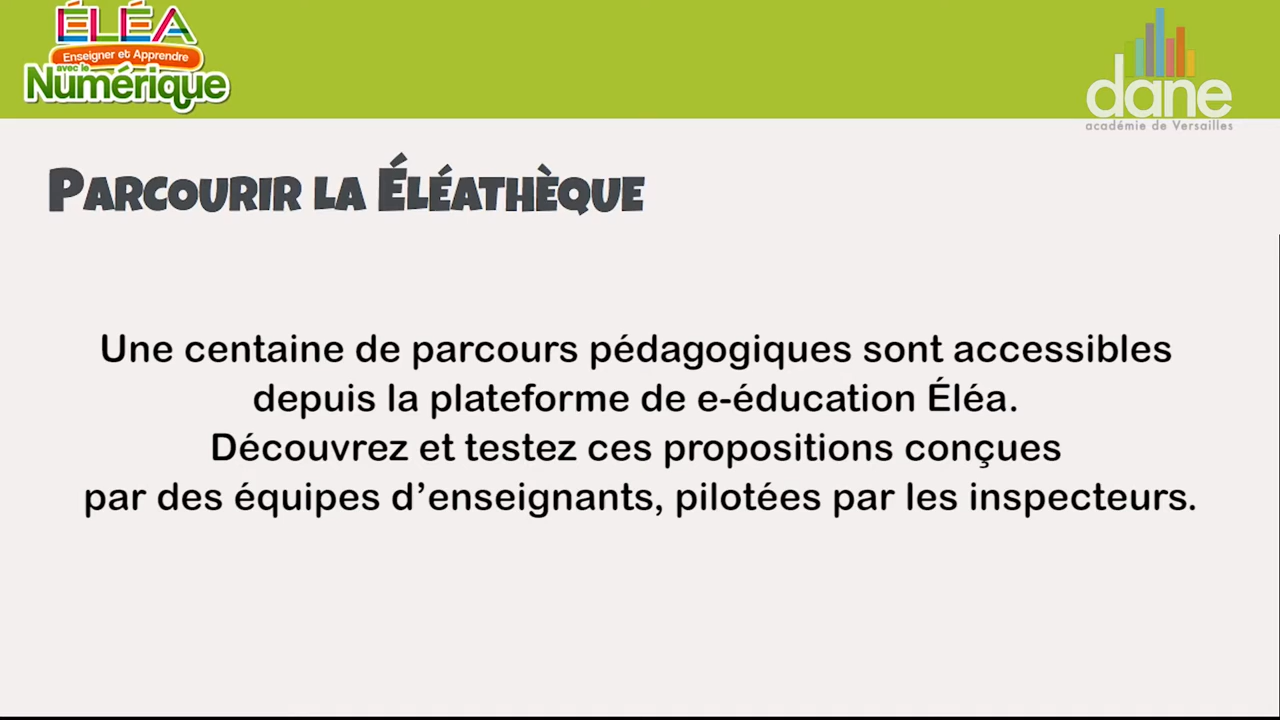 ÉLÉA
Enseigner et Apprendre
avec le
Numérique
dane
académie de Versailles
Parcourir la Éléathèque
Une centaine de parcours pédagogiques sont accessibles
depuis la plateforme de e-éducation Éléa.
Découvrez et testez ces propositions conçues
par des équipes d’enseignants, pilotées par les inspecteurs.